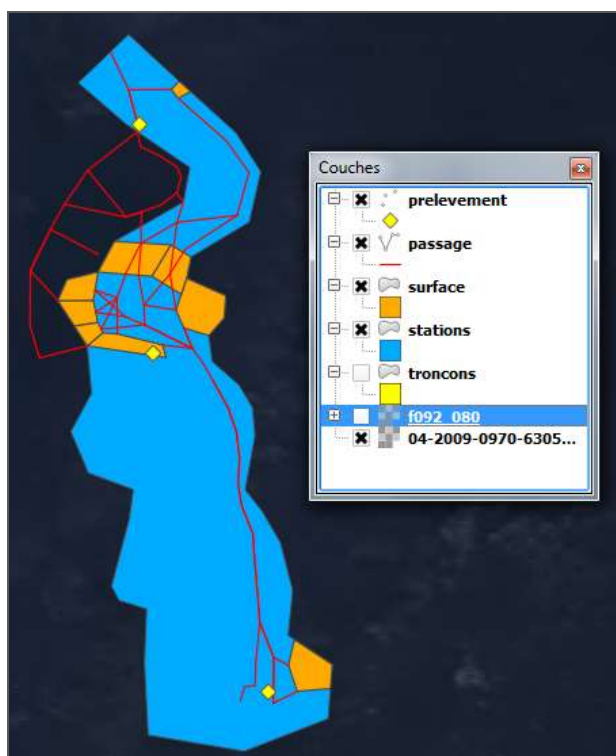 Couches
prelevement
passage
surface
stations
troncons
f092_080
04-2009-0970-6305...